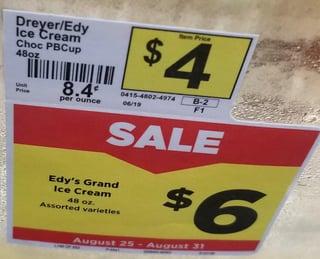 Dreyer/Edy
Ice Cream
Choc PBCup
48oz
Item Price
$4
Unit
Price
8.4¢
per ounce
0415-4802-4974
06/19
B-2
F1
SALE
Edy's Grand
Ice Cream
48 oz.
Assorted varieties
$6
August 25 - August 31